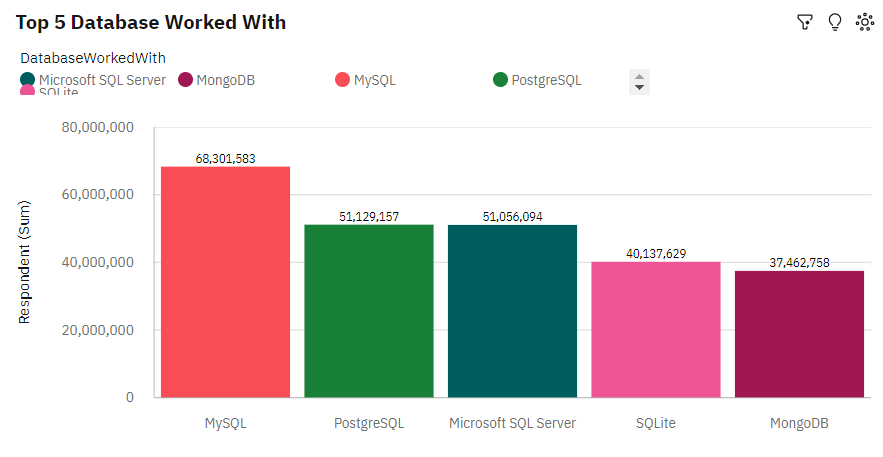 Top 5 Database Worked With
DatabaseWorkedWith
Microsoft SQL Server MongoDB MySQL PostgreSQL
SQLite
80,000,000
60,000,000
40,000,000
20,000,000
0
Respondent (Sum)
68,301,583
51,129,157
51,056,094
40,137,629
37,462,758
MySQL PostgreSQL Microsoft SQL Server SQLite MongoDB